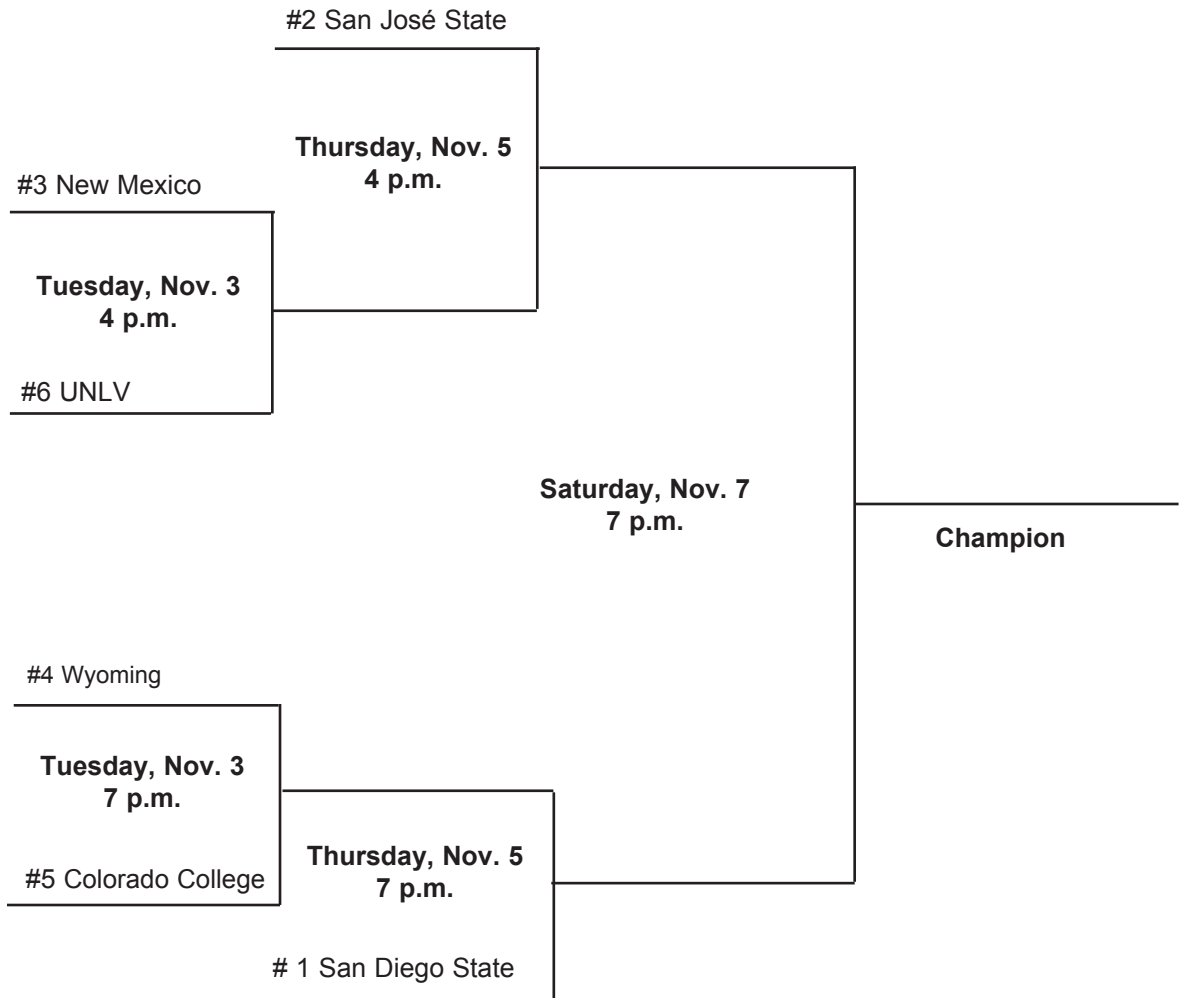 #2 San José State
Thursday, Nov. 5
4 p.m.
#3 New Mexico
Tuesday, Nov. 3
4 p.m.
#6 UNLV
Saturday, Nov. 7
7 p.m.
Champion
#4 Wyoming
Tuesday, Nov. 3
7 p.m.
#5 Colorado College
Thursday, Nov. 5
7 p.m.
# 1 San Diego State